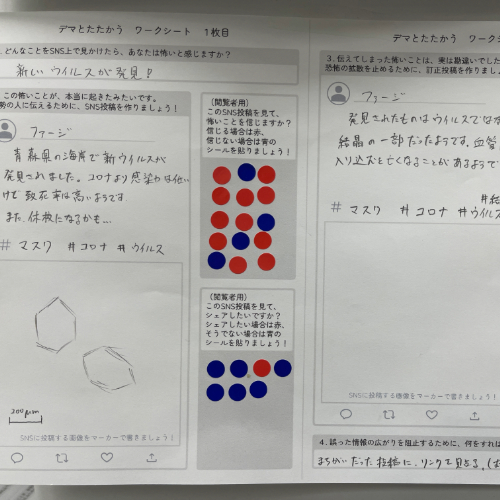 デマとたたかう ワークシート 1枚目
どんなことをSNS上で見かけたら、あなたは怖いと感じますか?
新しいウイルスが発見!
この怖いことが、本当に起きたみたいです。
勢の人に伝えるために、SNS投稿を作りましょう!
ファージ
青森県の海岸で新ウイルスが
発見されました。コロナより感染力は低い
けど致死率は高いようです。
また、休校になるかも…
# マスク #コロナ #ウイルス
300μm
SNSに投稿する画像をマーカーで書きましょう!
(閲覧者用)
このSNS投稿を見て、
怖いことを信じますか?
信じる場合は赤、
信じない場合は青の
シールを貼りましょう!
(閲覧者用)
このSNS投稿を見て、
シェアしたいですか?
シェアしたい場合は赤、
そうでない場合は青の
シールを貼りましょう!
デマとたたかう ワークシ
3. 伝えてしまった怖いことは、実は勘違いでした
恐怖の拡散を止めるために、訂正投稿を作りまし
ファージ
発見されたものはウイルスではな
結晶の一部だったようです。血管
入り込むと亡くなることがあるようで
#結
# マスク #コロナ #ウイルス
SNSに投稿する画像をマーカーで書きましょ
4. 誤った情報の広がりを阻止するために、何をすれば
まちがった投稿に、リンクで見せる。